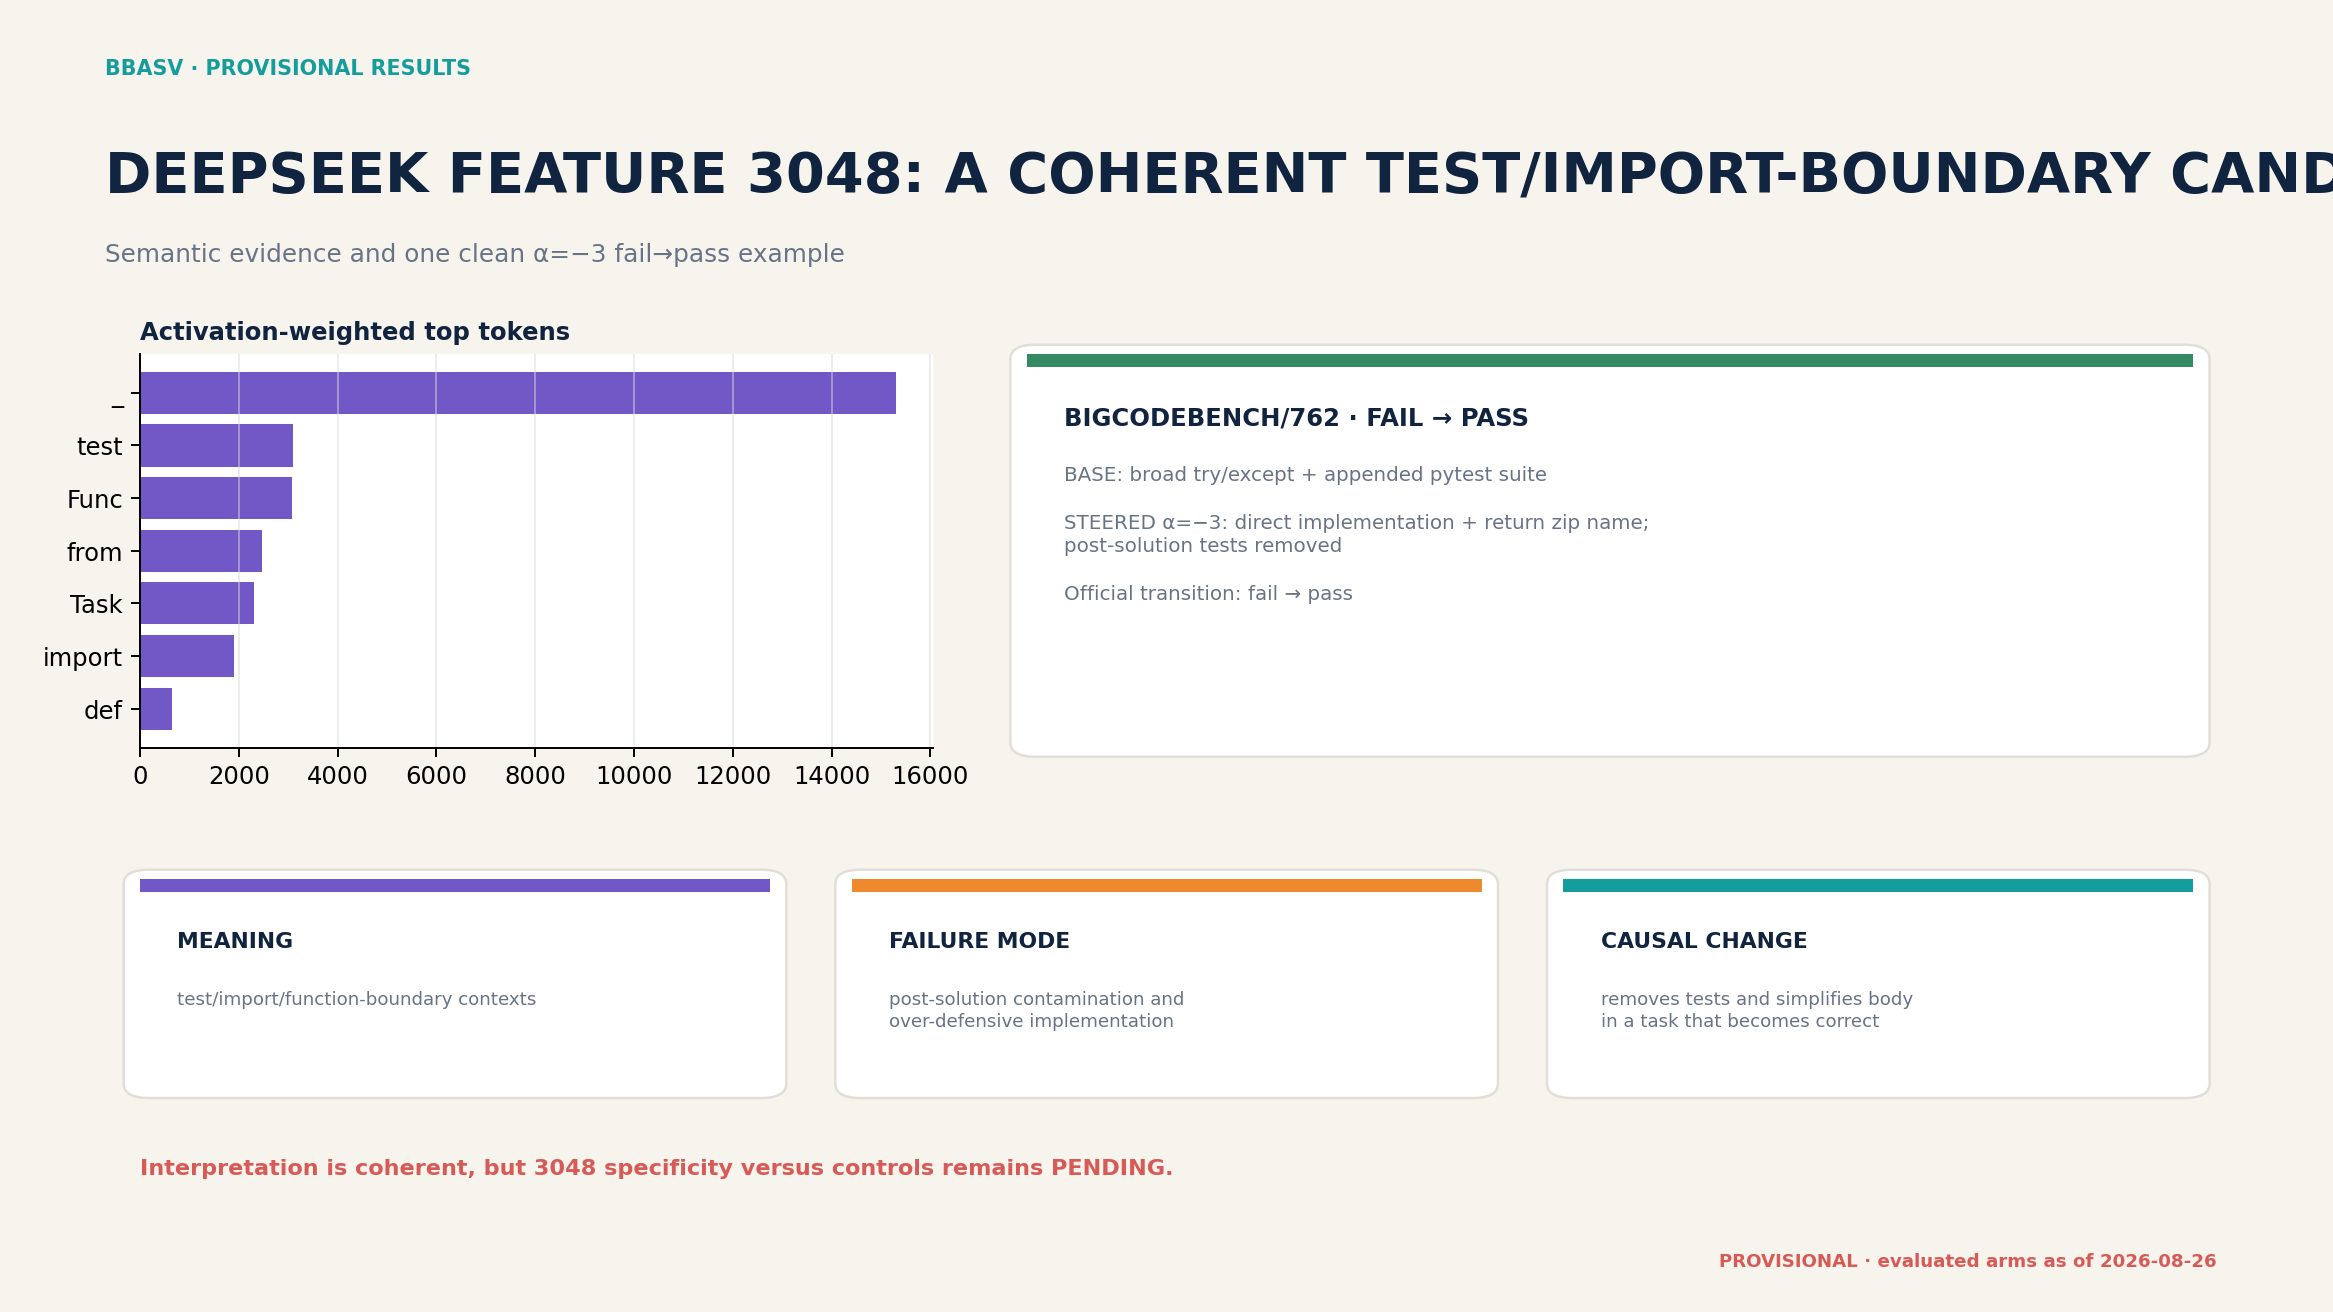 BBASV · PROVISIONAL RESULTS
DEEPSEEK FEATURE 3048: A COHERENT TEST/IMPORT-BOUNDARY CAND
Semantic evidence and one clean α=−3 fail→pass example
Activation-weighted top tokens
_
test
Func
from
Task
import
def
0 2000 4000 6000 8000 10000 12000 14000 16000
BIGCODEBENCH/762 · FAIL → PASS
BASE: broad try/except + appended pytest suite
STEERED α=−3: direct implementation + return zip name;
post-solution tests removed
Official transition: fail → pass
MEANING
test/import/function-boundary contexts
FAILURE MODE
post-solution contamination and
over-defensive implementation
CAUSAL CHANGE
removes tests and simplifies body
in a task that becomes correct
Interpretation is coherent, but 3048 specificity versus controls remains PENDING.
PROVISIONAL · evaluated arms as of 2026-08-26